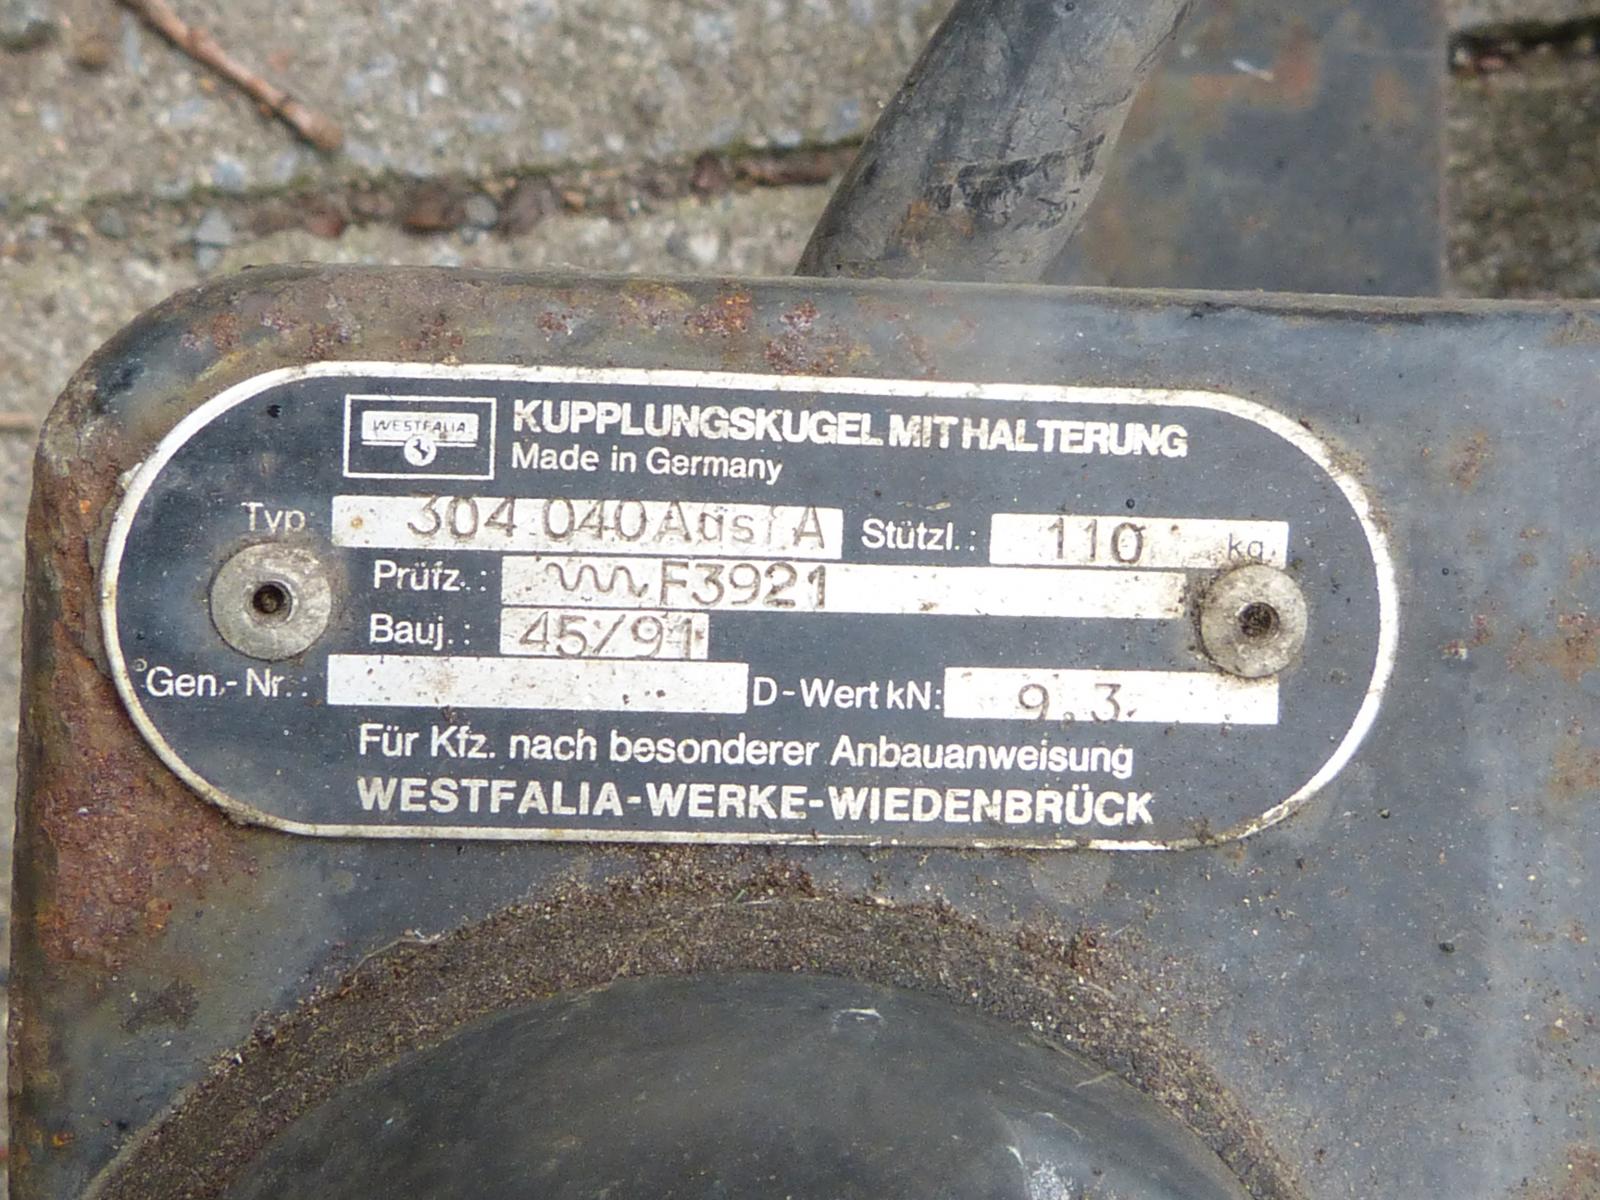 WESTFALIA
KUPPLUNGSKUGEL MIT HALTERUNG
Made in Germany
Typ: 304 040 Ausf A Stützl.: 110 kg
Prüfz.: F3921
Bauj.: 45/91
Gen.-Nr.: D-Wert kN: 9,3
Für Kfz. nach besonderer Anbauanweisung
WESTFALIA-WERKE-WIEDENBRÜCK